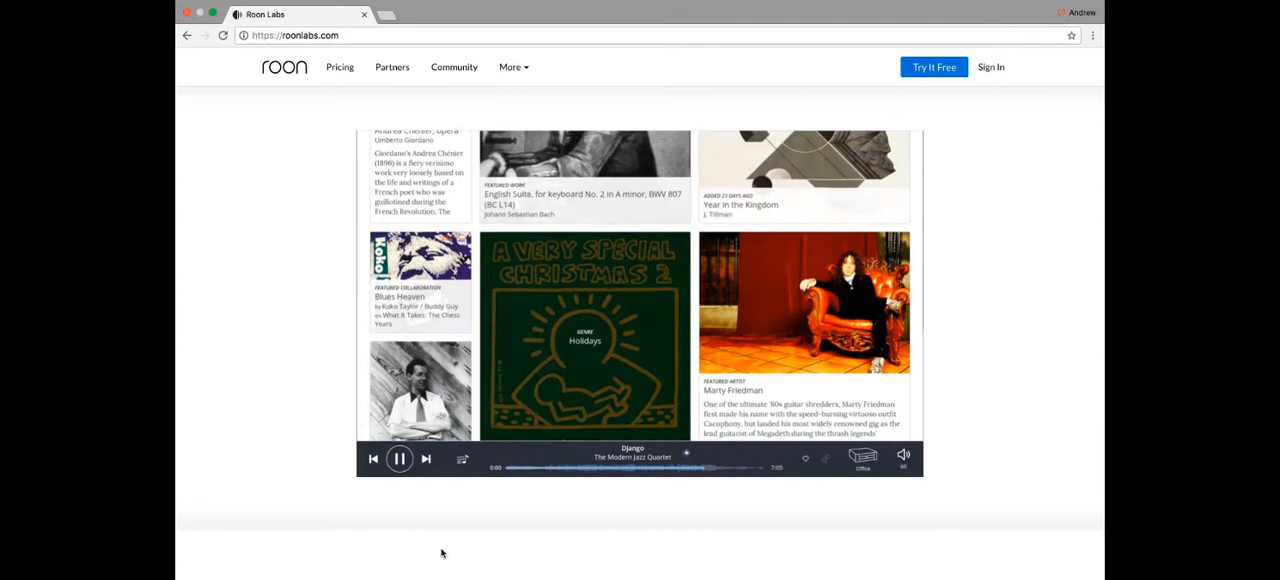 Roon Labs
Andrew
https://roonlabs.com
roon
Pricing
Partners
Community
More
Try It Free
Sign In
Andrea Chénier, opera
Umberto Giordano
Giordano's Andrea Chénier
(1896) is a fiery verisimo
work very loosely based on
the life and writings of a
French poet who was
guillotined during the
French Revolution. The
FEATURED WORK
English Suite, for keyboard No. 2 in A minor, BWV 807
(BC L14)
Johann Sebastian Bach
ADDED 23 DAYS AGO
Year in the Kingdom
J. Tillman
Koko
FEATURED COLLABORATION
Blues Heaven
by Koko Taylor / Buddy Guy
on What It Takes: The Chess
Years
A VERY SPECIAL
CHRISTMAS 2
GENRE
Holidays
FEATURED ARTIST
Marty Friedman
One of the ultimate '80s guitar shredders, Marty Friedman
first made his name with the speed-burning virtuoso outfit
Cacophony, but landed his most widely renowned gig as the
lead guitarist of Megadeth during the thrash legends'
Django
The Modern Jazz Quartet
0:00
7:05
Office
60